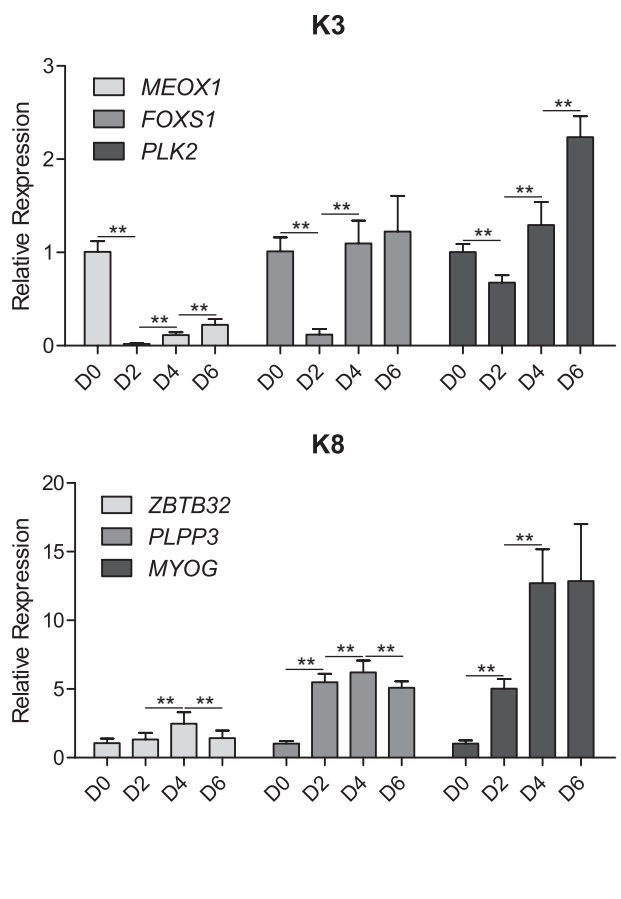 K3
Relative Rexpression
3
2
1
0
MEOX1
FOXS1
PLK2
**
**
**
**
**
**
**
**
D0 D2 D4 D6 D0 D2 D4 D6 D0 D2 D4 D6
K8
Relative Rexpression
20
15
10
5
0
ZBTB32
PLPP3
MYOG
**
**
**
**
**
**
**
D0 D2 D4 D6 D0 D2 D4 D6 D0 D2 D4 D6